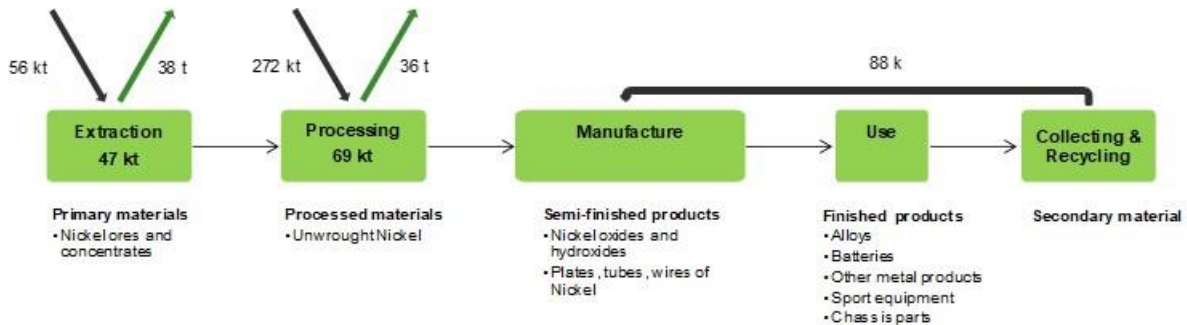 56 kt
38 t
272 kt
36 t
88 k
Extraction
47 kt
Processing
69 kt
Manufacture
Use
Collecting &
Recycling
Primary materials
• Nickel ores and
concentrates
Processed materials
• Unwrought Nickel
Semi-finished products
• Nickel oxides and
hydroxides
• Plates, tubes, wires of
Nickel
Finished products
• Alloys
• Batteries
• Other metal products
• Sport equipment
• Chassis parts
Secondary material